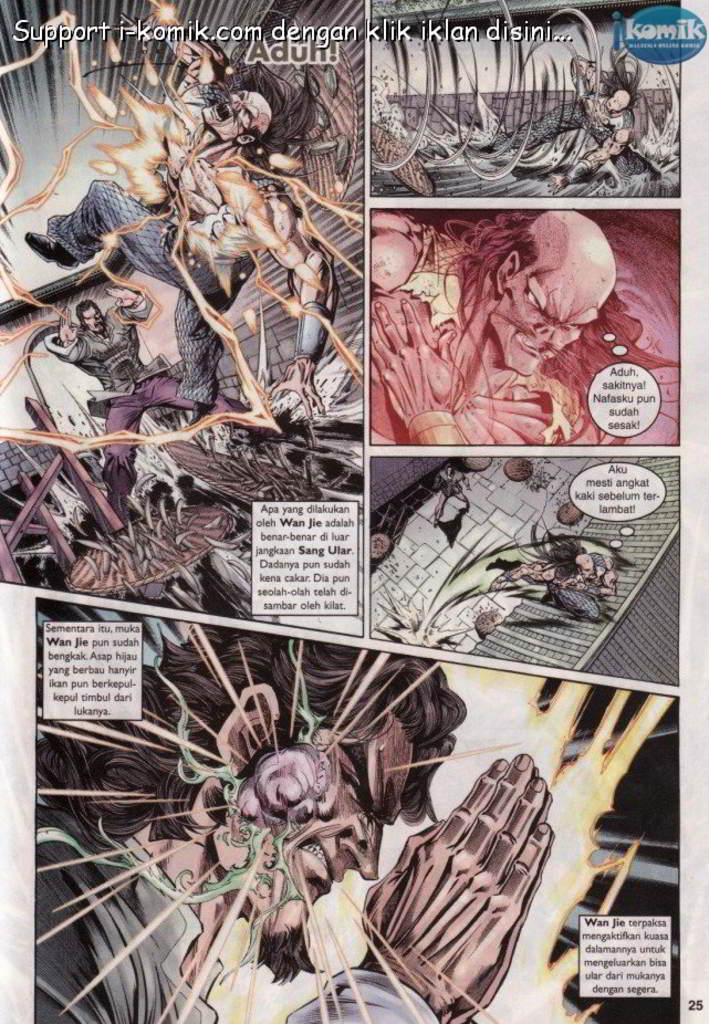 Support i-komik.com dengan klik iklan disini...
ikomik
MALAYSIA ONLINE KOMIK
Aduh!
Apa yang dilakukan
oleh Wan Jie adalah
benar-benar di luar
jangkaan Sang Ular.
Dadanya pun sudah
kena cakar. Dia pun
seolah-olah telah di-
sambar oleh kilat.
Aduh,
sakitnya!
Nafasku pun
sudah
sesak!
Aku
mesti angkat
kaki sebelum ter-
lambat!
Sementara itu, muka
Wan Jie pun sudah
bengkak. Asap hijau
yang berbau hanyir
ikan pun berkepul-
kepul timbul dari
lukanya.
Wan Jie terpaksa
mengaktifkan kuasa
dalamannya untuk
mengeluarkan bisa
ular dari mukanya
dengan segera.
25